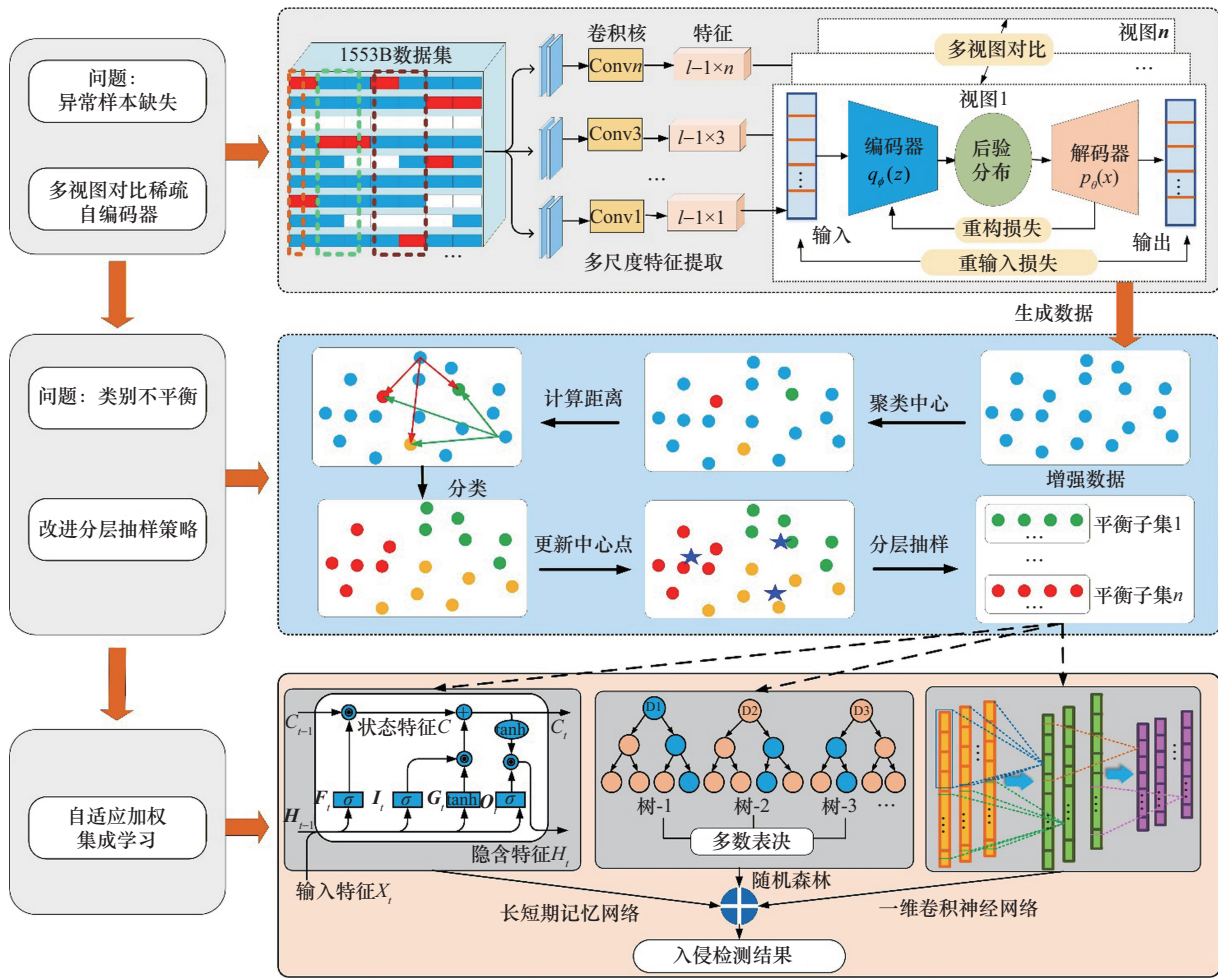 问题：
异常样本缺失
多视图对比稀疏
自编码器
1553B数据集
…
卷积核
特征
Convn
l−1×n
Conv3
l−1×3
…
Conv1
l−1×1
多尺度特征提取
视图n
多视图对比
…
视图1
编码器
qϕ(z)
后验
分布
解码器
pθ(x)
输入
重构损失
输出
重输入损失
生成数据
问题：类别不平衡
改进分层抽样策略
计算距离
聚类中心
增强数据
分类
更新中心点
分层抽样
…
平衡子集1
…
…
平衡子集n
自适应加权
集成学习
Ct−1
状态特征C
+
tanh
Ct
Ft
σ
It
σ
Gt
tanh
Ot
σ
Ht−1
隐含特征Ht
输入特征Xt
D1
D2
D3
树-1
树-2
树-3
…
多数表决
随机森林
长短期记忆网络
一维卷积神经网络
入侵检测结果